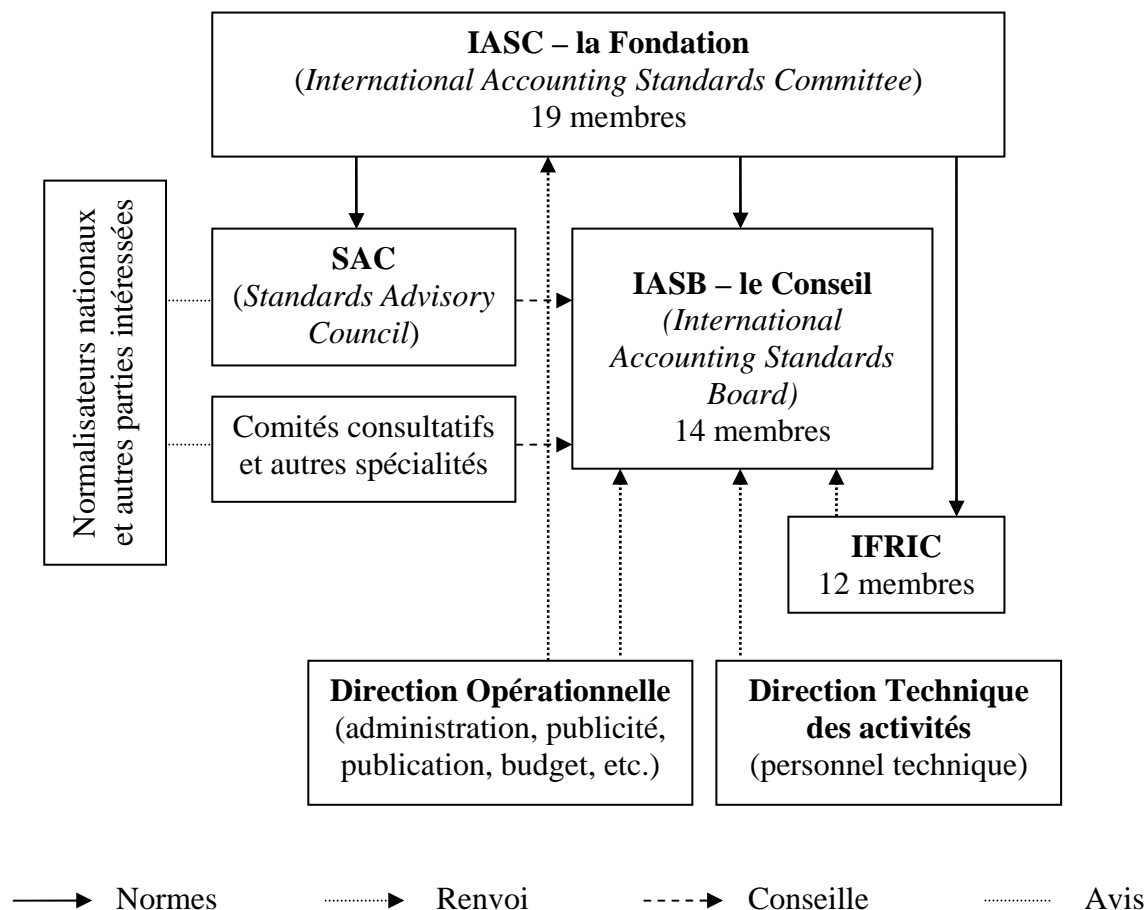 IASC – la Fondation
(International Accounting Standards Committee)
19 membres
Normalisateurs nationaux
et autres parties intéressées
SAC
(Standards Advisory
Council)
IASB – le Conseil
(International
Accounting Standards
Board)
14 membres
Comités consultatifs
et autres spécialités
IFRIC
12 membres
Direction Opérationnelle
(administration, publicité,
publication, budget, etc.)
Direction Technique
des activités
(personnel technique)
Normes
Renvoi
Conseille
Avis